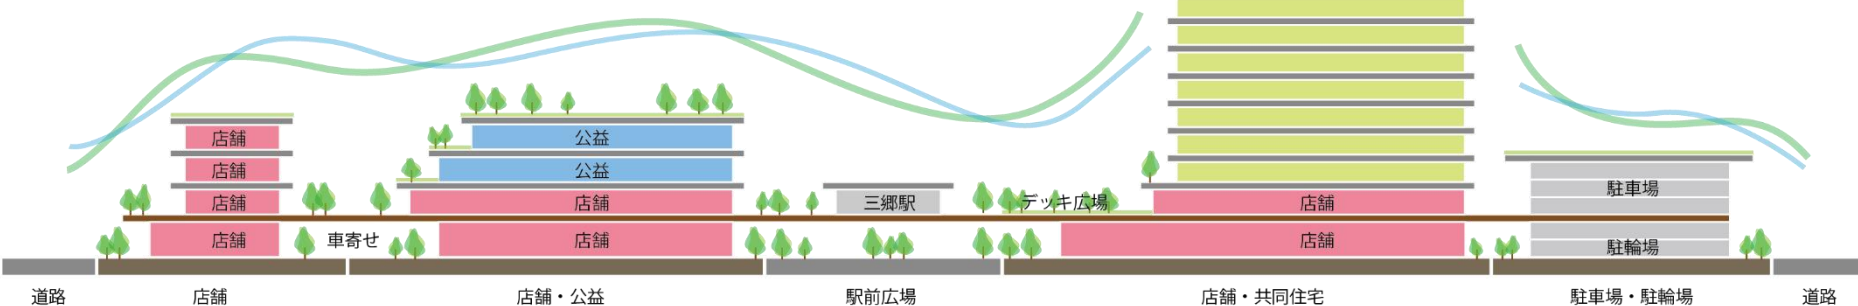 店舗
公益
店舗
公益
駐車場
店舗
店舗
三郷駅
デッキ広場
店舗
店舗
車寄せ
店舗
店舗
駐輪場
道路
店舗
店舗・公益
駅前広場
店舗・共同住宅
駐車場・駐輪場
道路